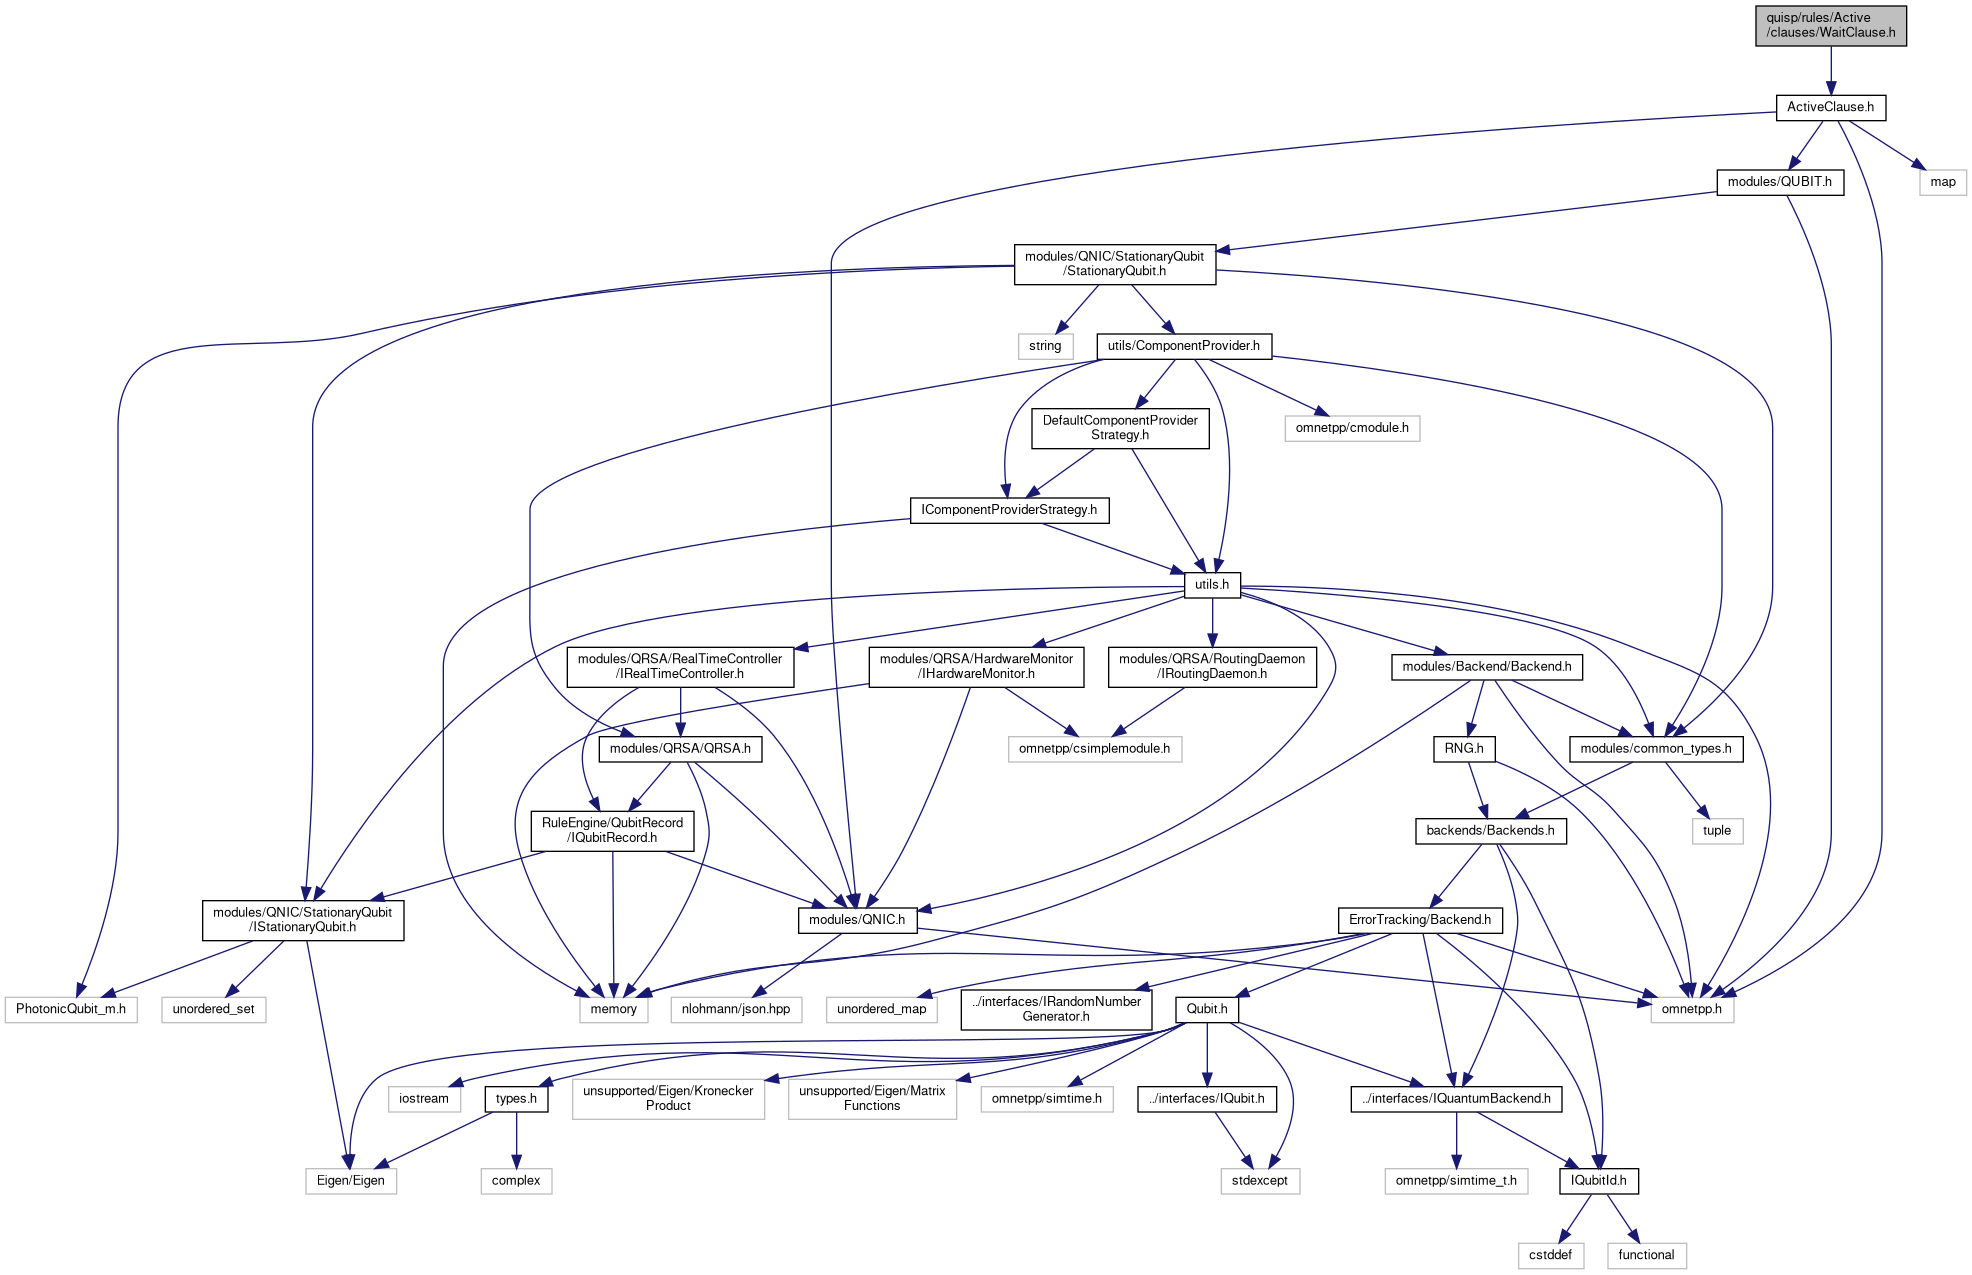 quisp/rules/Active
/clauses/WaitClause.h
ActiveClause.h
modules/QUBIT.h
map
modules/QNIC/StationaryQubit
/StationaryQubit.h
string
utils/ComponentProvider.h
DefaultComponentProvider
Strategy.h
omnetpp/cmodule.h
IComponentProviderStrategy.h
utils.h
modules/QRSA/RealTimeController
/IRealTimeController.h
modules/QRSA/HardwareMonitor
/IHardwareMonitor.h
modules/QRSA/RoutingDaemon
/IRoutingDaemon.h
modules/Backend/Backend.h
modules/QRSA/QRSA.h
omnetpp/csimplemodule.h
RNG.h
modules/common_types.h
RuleEngine/QubitRecord
/IQubitRecord.h
backends/Backends.h
tuple
modules/QNIC/StationaryQubit
/IStationaryQubit.h
modules/QNIC.h
ErrorTracking/Backend.h
PhotonicQubit_m.h
unordered_set
memory
nlohmann/json.hpp
unordered_map
../interfaces/IRandomNumber
Generator.h
Qubit.h
omnetpp.h
iostream
types.h
unsupported/Eigen/Kronecker
Product
unsupported/Eigen/Matrix
Functions
omnetpp/simtime.h
../interfaces/IQubit.h
../interfaces/IQuantumBackend.h
Eigen/Eigen
complex
stdexcept
omnetpp/simtime_t.h
IQubitId.h
cstddef
functional